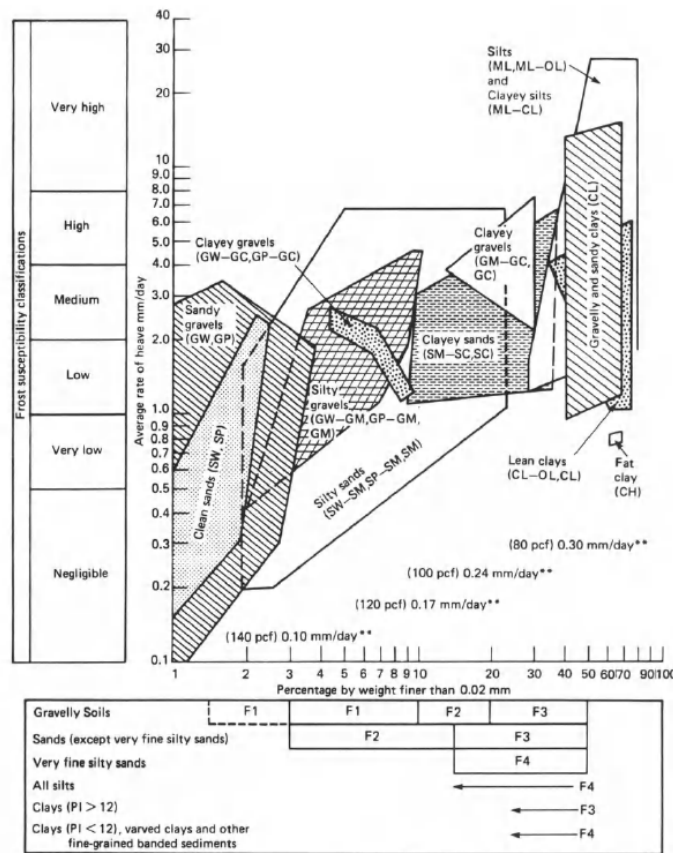 Frost susceptibility classifications
Very high
High
Medium
Low
Very low
Negligible
Average rate of heave mm/day
40
30
20
10
9.0
8.0
7.0
6.0
5.0
4.0
3.0
2.0
1.0
0.9
0.8
0.7
0.6
0.5
0.4
0.3
0.2
0.1
Silts
(ML,ML–OL)
and
Clayey silts
(ML–CL)
Clayey gravels
(GW–GC,GP–GC)
Clayey
gravels
(GM–GC,
GC)
Gravelly and sandy clays (CL)
Sandy
gravels
(GW,GP)
Clayey sands
(SM–SC,SC)
Clean sands (SW, SP)
Silty
gravels
(GW–GM,GP–GM,
GM)
Silty sands
(SW–SM,SP–SM,SM)
Lean clays
(CL–OL,CL)
Fat
clay
(CH)
(80 pcf) 0.30 mm/day**
(100 pcf) 0.24 mm/day**
(120 pcf) 0.17 mm/day**
(140 pcf) 0.10 mm/day**
1 2 3 4 5 6 7 8 9 10 20 30 40 60 70 80 90 100
Percentage by weight finer than 0.02 mm
Gravelly Soils F1 F1 F2 F3
Sands (except very fine silty sands) F2 F3
Very fine silty sands F4
All silts F4
Clays (PI > 12) F3
Clays (PI < 12), varved clays and other
fine-grained banded sediments F4